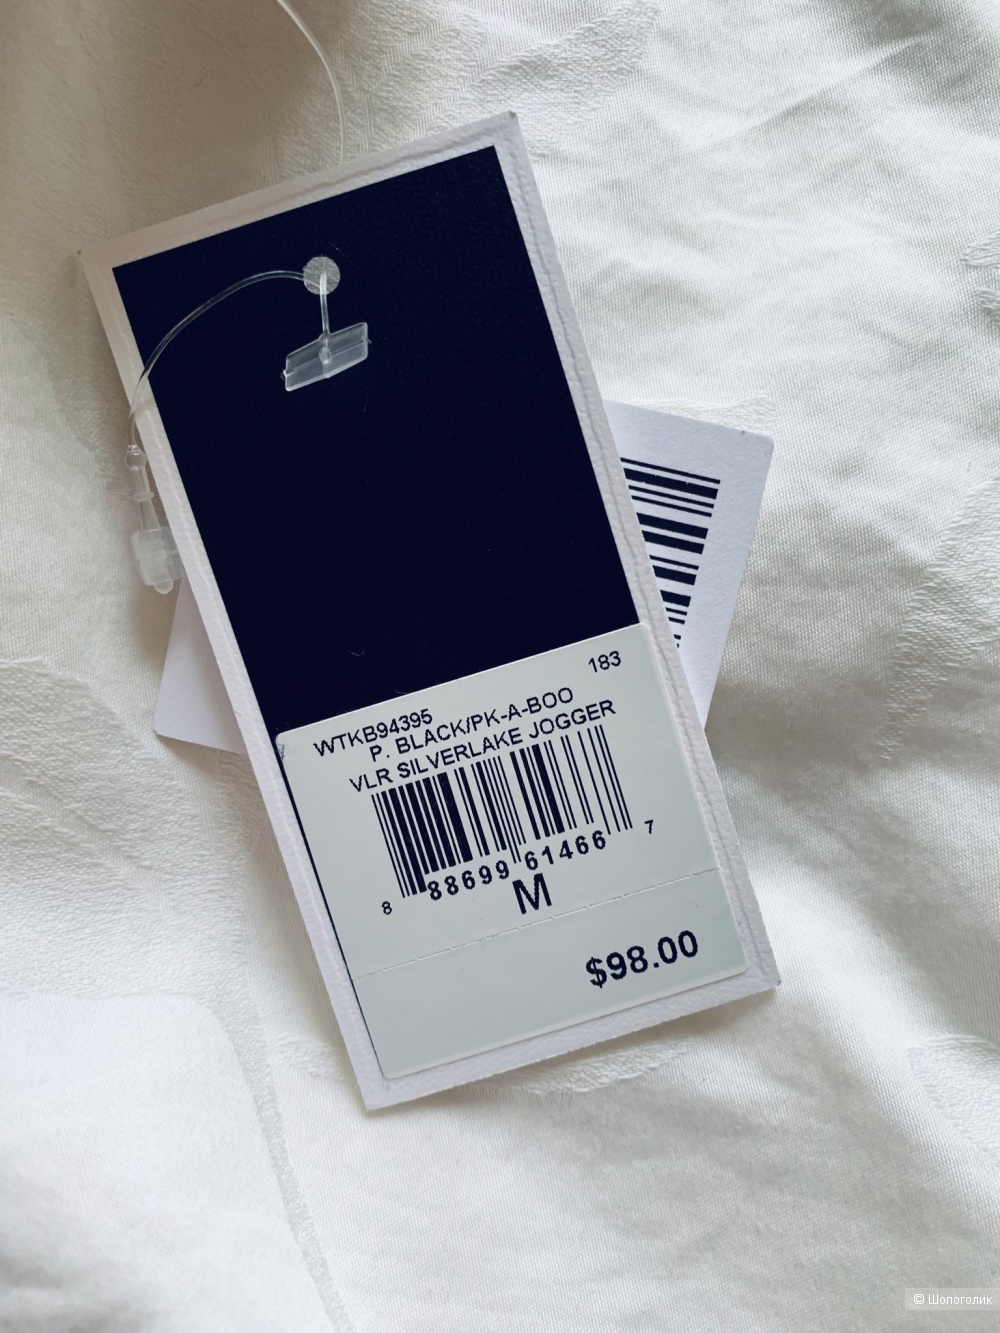 183
WTKB94395
P. BLACK/PK-A-BOO
VLR SILVERLAKE JOGGER
8 88699 61466 7
M
$98.00
© Шопоголик